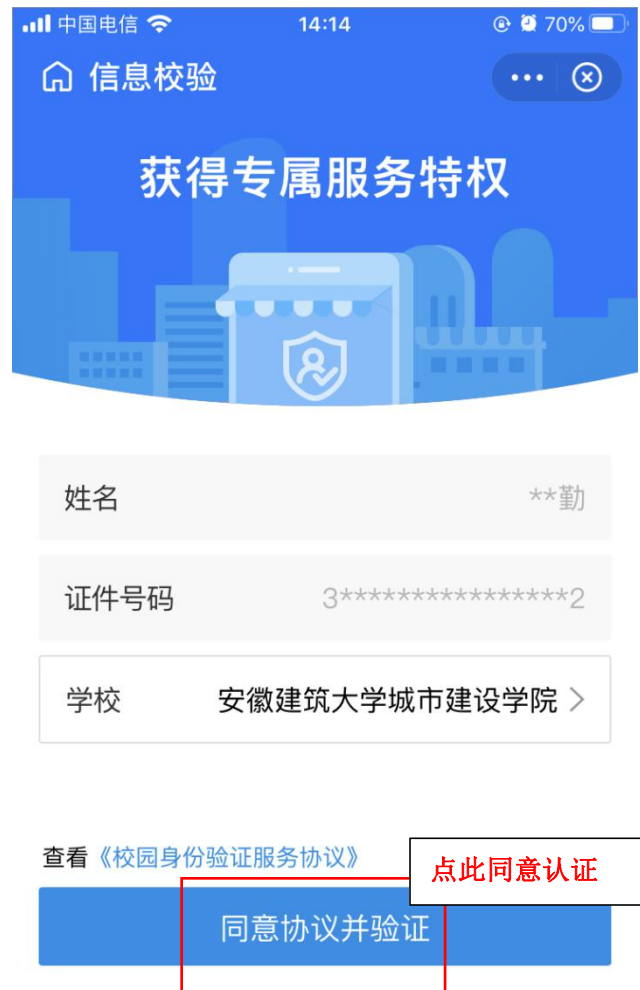 中国电信 14:14 70%
信息校验
获得专属服务特权
姓名 **勤
证件号码 3****************2
学校 安徽建筑大学城市建设学院
查看《校园身份验证服务协议》
点此同意认证
同意协议并验证